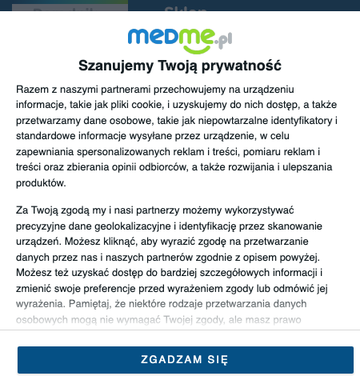 Sklep
medme.pl
Szanujemy Twoją prywatność
Razem z naszymi partnerami przechowujemy na urządzeniu
informacje, takie jak pliki cookie, i uzyskujemy do nich dostęp, a także
przetwarzamy dane osobowe, takie jak niepowtarzalne identyfikatory i
standardowe informacje wysyłane przez urządzenie, w celu
zapewniania spersonalizowanych reklam i treści, pomiaru reklam i
treści oraz zbierania opinii odbiorców, a także rozwijania i ulepszania
produktów.
Za Twoją zgodą my i nasi partnerzy możemy wykorzystywać
precyzyjne dane geolokalizacyjne i identyfikację przez skanowanie
urządzeń. Możesz kliknąć, aby wyrazić zgodę na przetwarzanie
danych przez nas i naszych partnerów zgodnie z opisem powyżej.
Możesz też uzyskać dostęp do bardziej szczegółowych informacji i
zmienić swoje preferencje przed wyrażeniem zgody lub odmówić jej
wyrażenia. Pamiętaj, że niektóre rodzaje przetwarzania danych
osobowych mogą nie wymagać Twojej zgody, ale masz prawo
ZGADZAM SIĘ